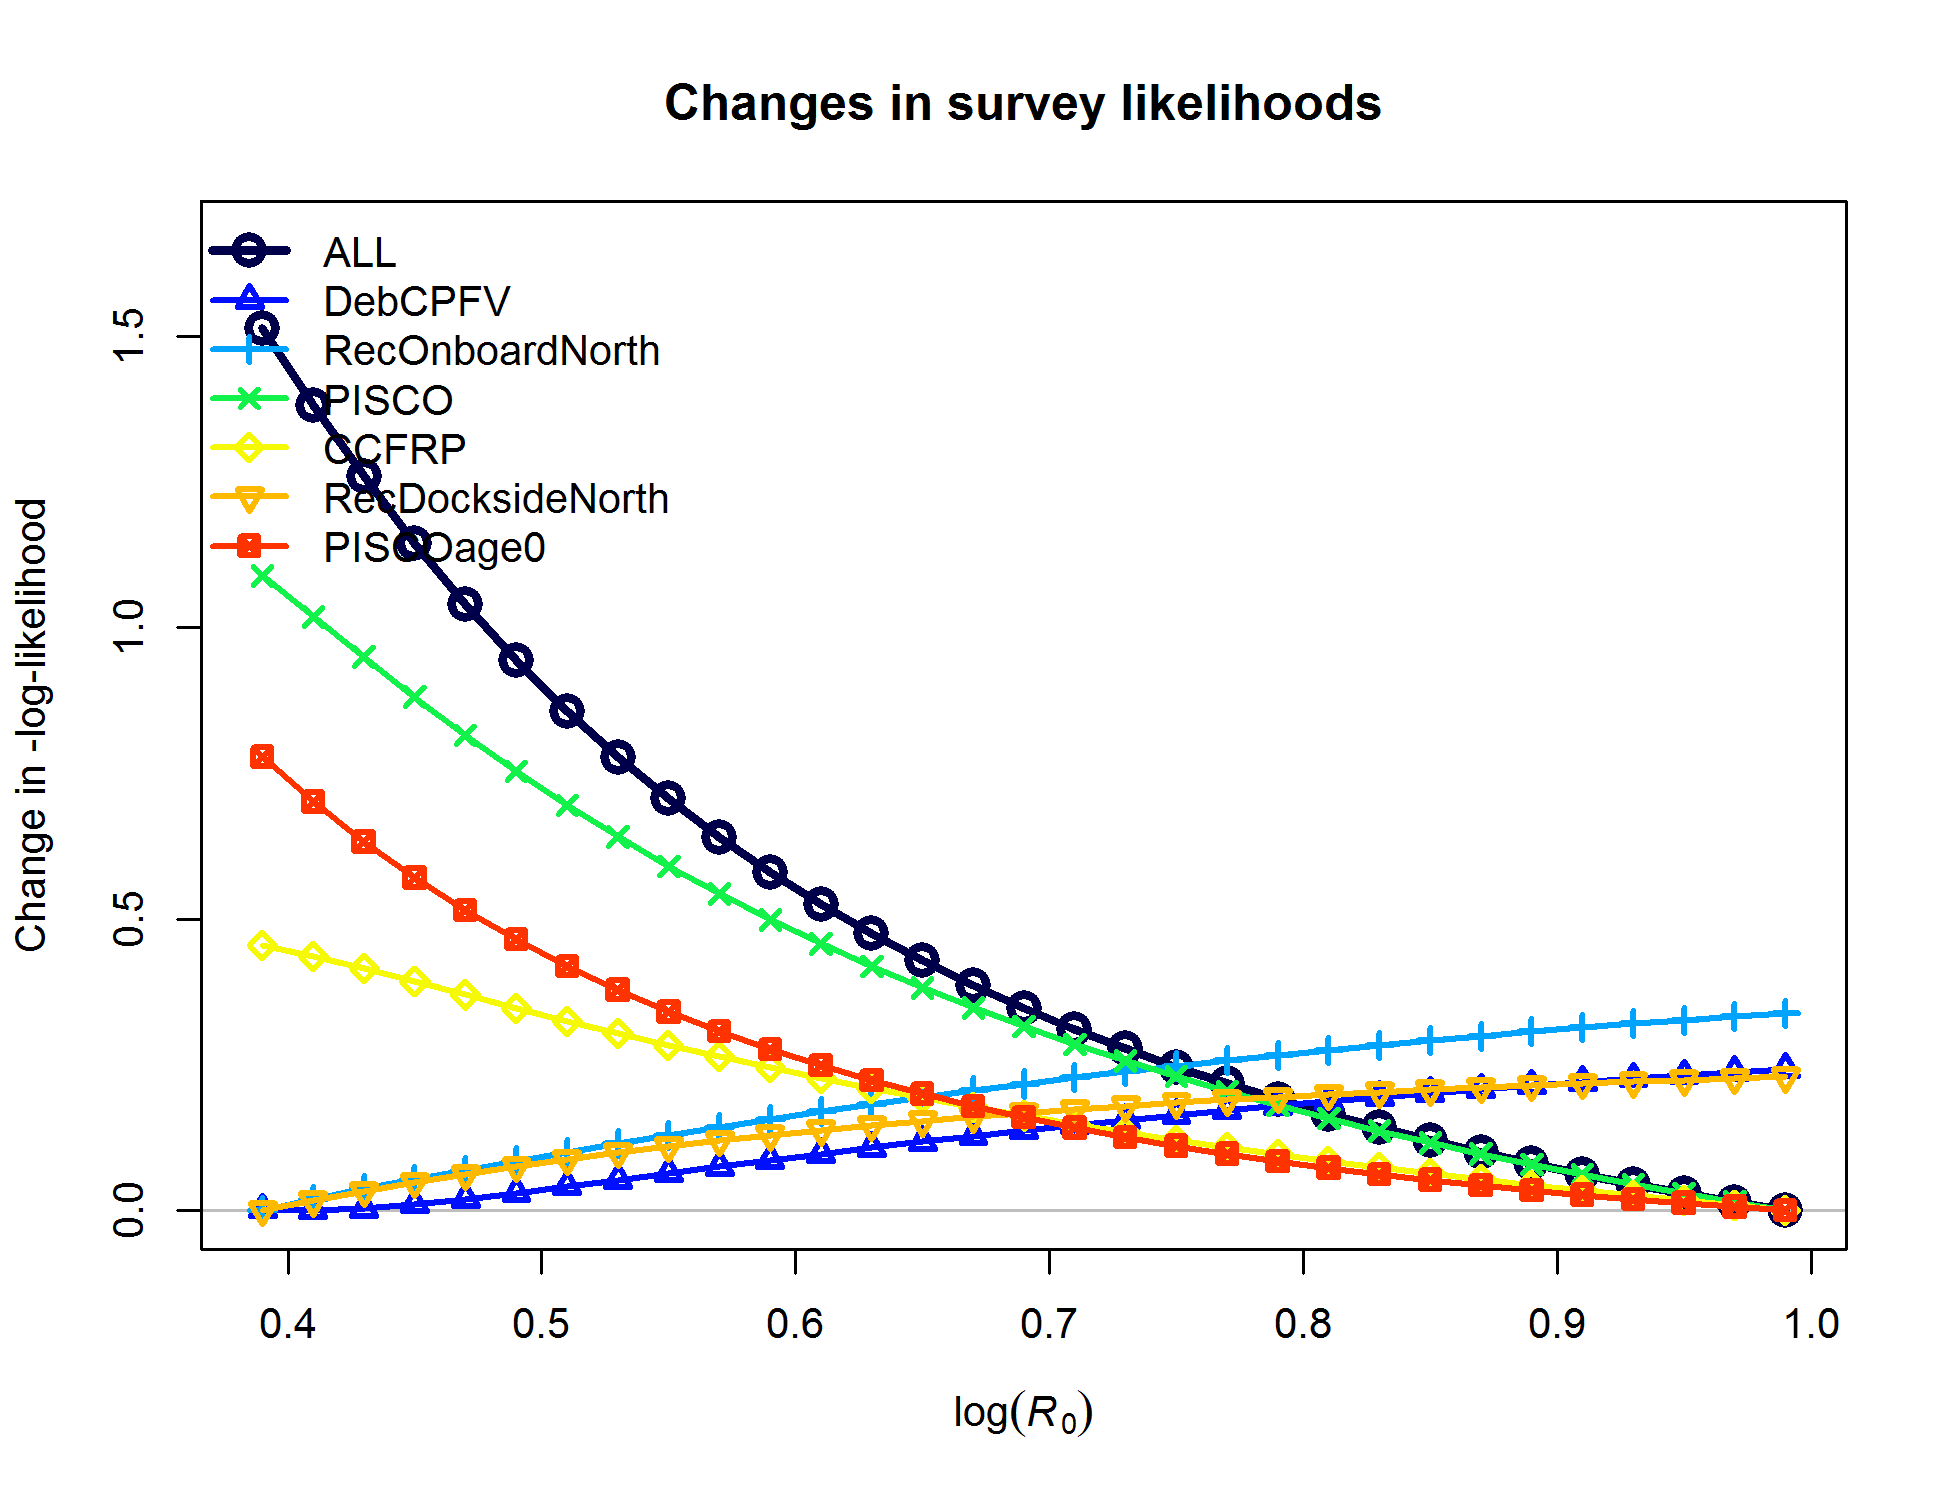 Changes in survey likelihoods
ALL
DebCPFV
RecOnboardNorth
PISCO
CCFRP
RecDocksideNorth
PISCOage0
Change in -log-likelihood
1.5
1.0
0.5
0.0
0.4 0.5 0.6 0.7 0.8 0.9 1.0
log(R₀)